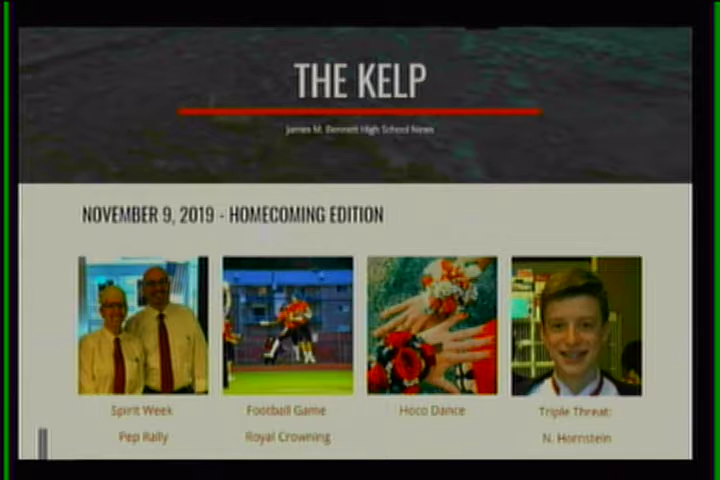 THE KELP
James M. Bennett High School News
NOVEMBER 9, 2019 - HOMECOMING EDITION
Spirit Week
Pep Rally
Football Game
Royal Crowning
Hoco Dance
Triple Threat:
N. Hornstein